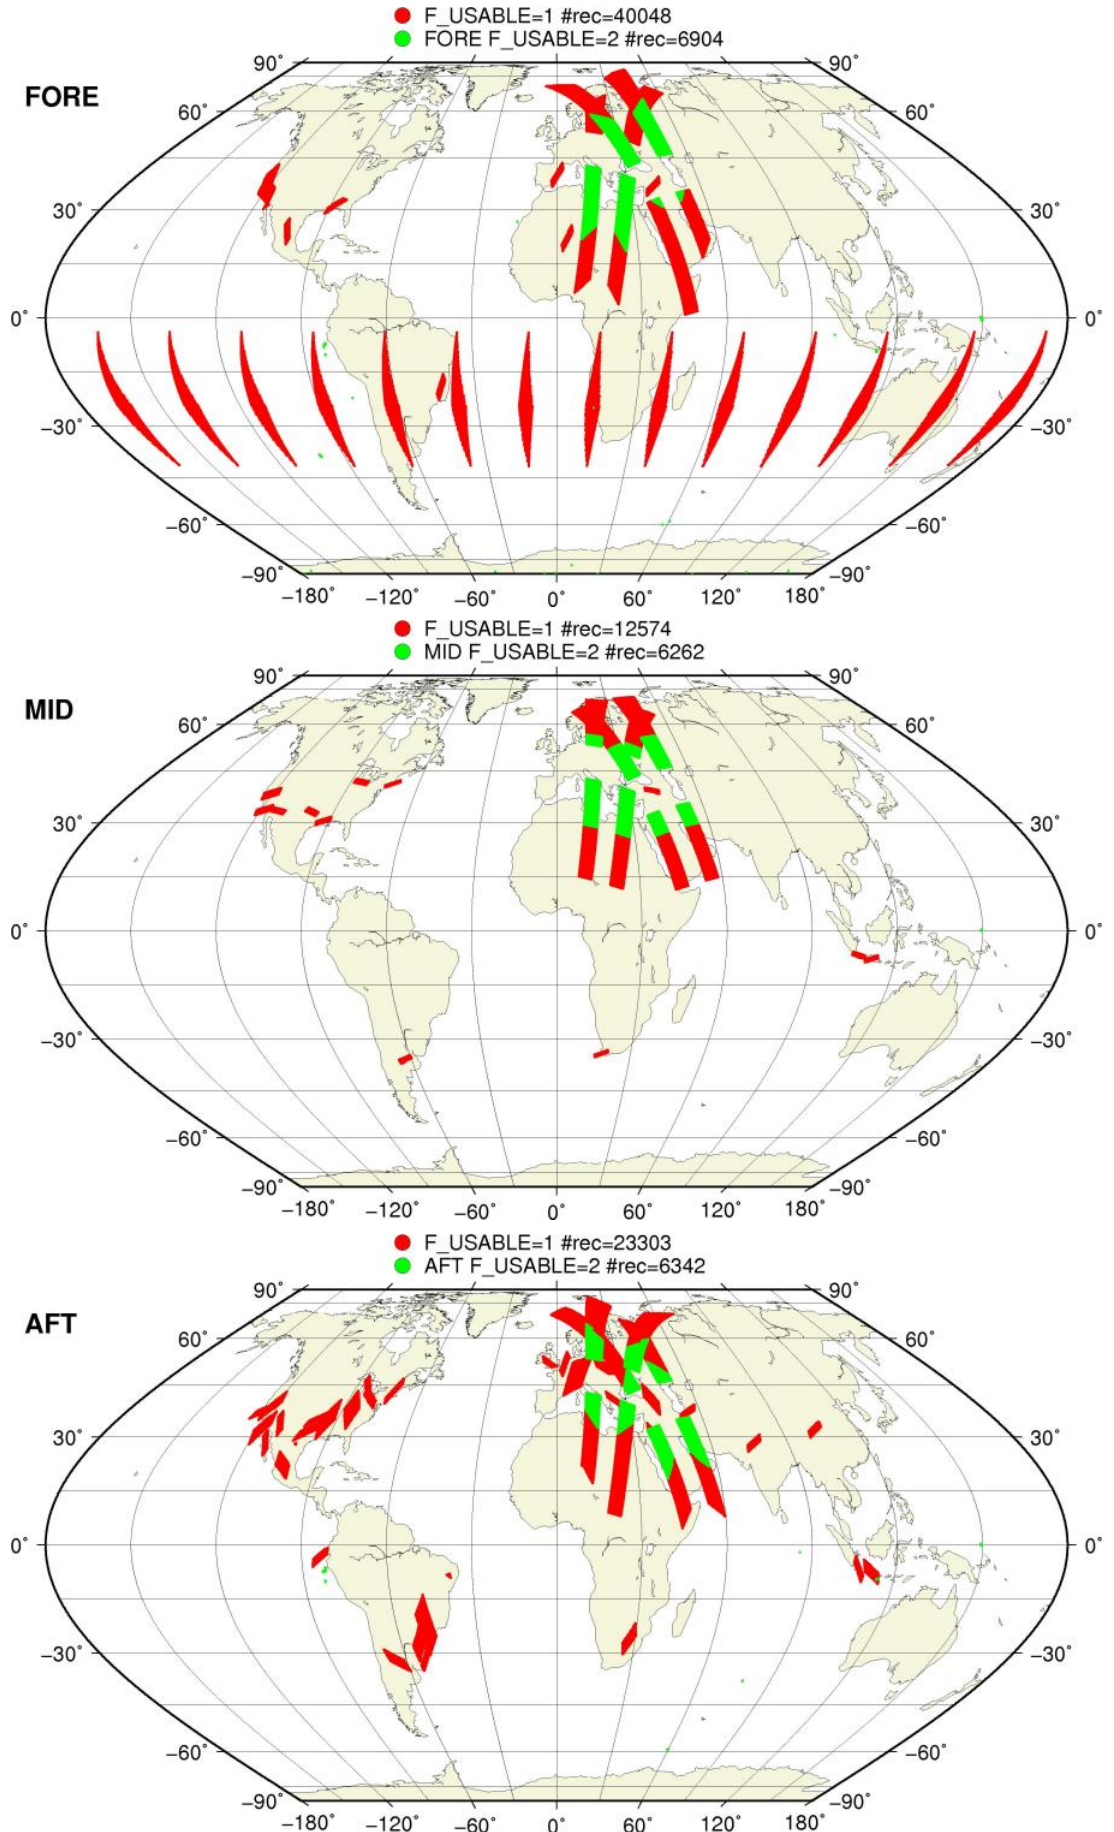 F_USABLE=1 #rec=40048
FORE F_USABLE=2 #rec=6904
FORE
90° 90°
60° 60°
30° 30°
0° 0°
−30° −30°
−60° −60°
−90° −90°
−180° −120° −60° 0° 60° 120° 180°
F_USABLE=1 #rec=12574
MID F_USABLE=2 #rec=6262
MID
90° 90°
60° 60°
30° 30°
0° 0°
−30° −30°
−60° −60°
−90° −90°
−180° −120° −60° 0° 60° 120° 180°
F_USABLE=1 #rec=23303
AFT F_USABLE=2 #rec=6342
AFT
90° 90°
60° 60°
30° 30°
0° 0°
−30° −30°
−60° −60°
−90° −90°
−180° −120° −60° 0° 60° 120° 180°